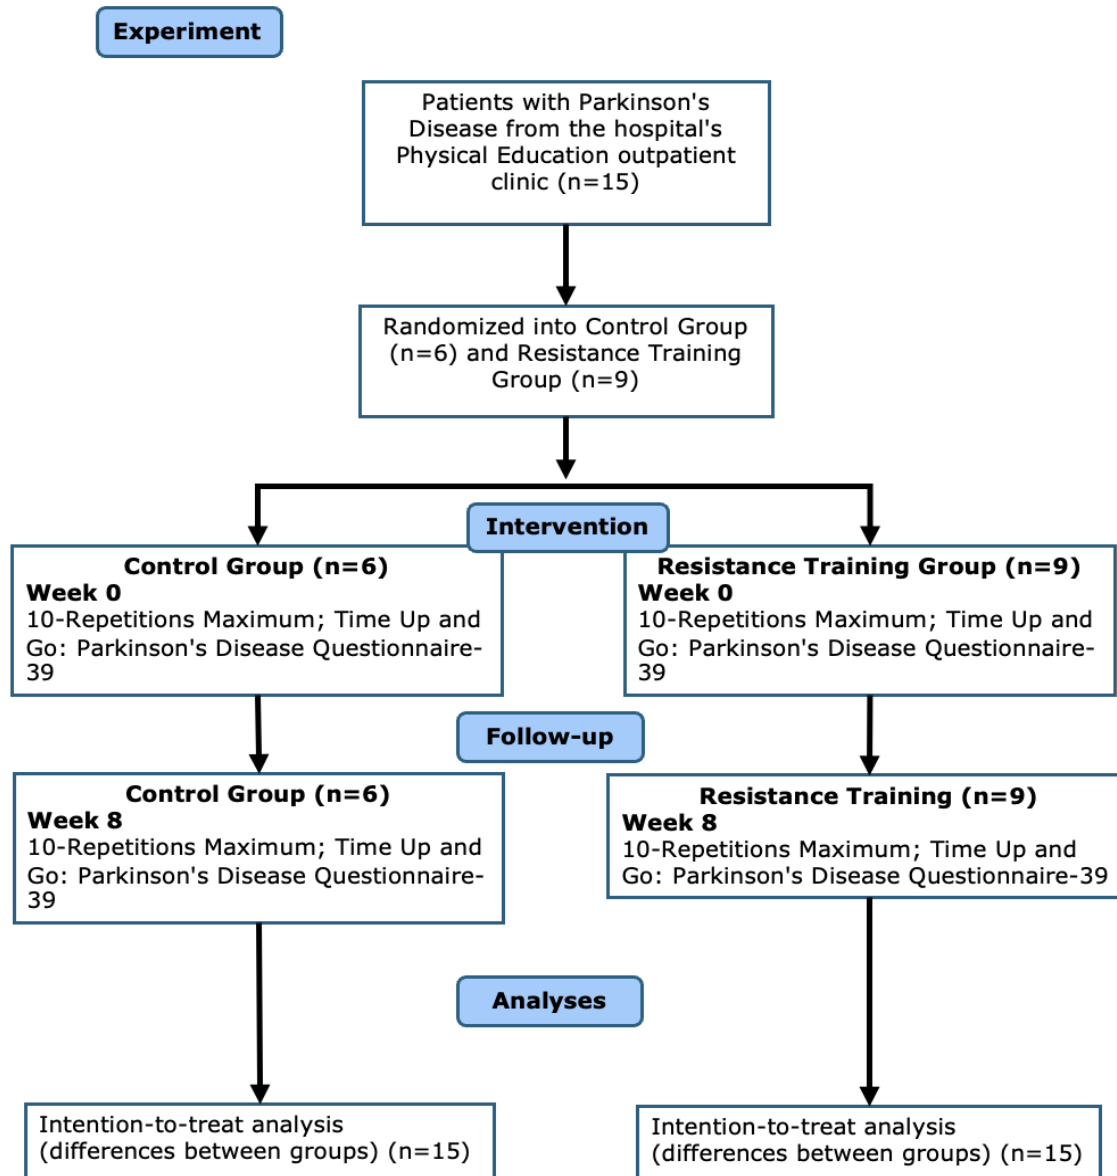 Experiment
Patients with Parkinson's
Disease from the hospital's
Physical Education outpatient
clinic (n=15)
Randomized into Control Group
(n=6) and Resistance Training
Group (n=9)
Intervention
Control Group (n=6)
Week 0
10-Repetitions Maximum; Time Up and
Go: Parkinson's Disease Questionnaire-
39
Resistance Training Group (n=9)
Week 0
10-Repetitions Maximum; Time Up and
Go: Parkinson's Disease Questionnaire-
39
Follow-up
Control Group (n=6)
Week 8
10-Repetitions Maximum; Time Up and
Go: Parkinson's Disease Questionnaire-
39
Resistance Training (n=9)
Week 8
10-Repetitions Maximum; Time Up and
Go: Parkinson's Disease Questionnaire-39
Analyses
Intention-to-treat analysis
(differences between groups) (n=15)
Intention-to-treat analysis
(differences between groups) (n=15)